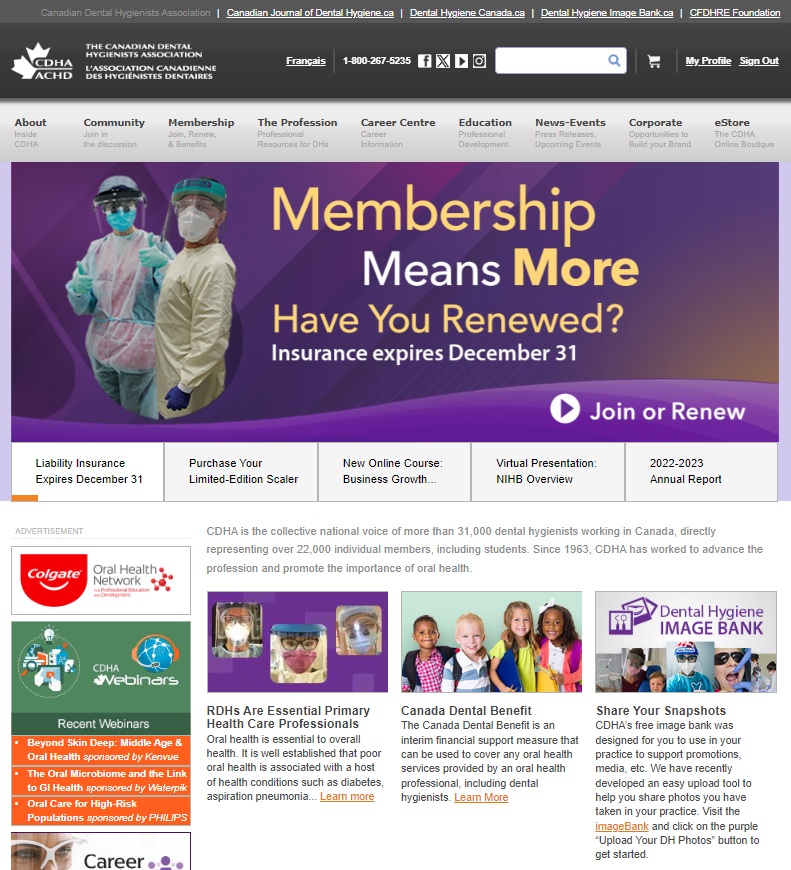 Canadian Dental Hygienists Association | Canadian Journal of Dental Hygiene.ca | Dental Hygiene Canada.ca | Dental Hygiene Image Bank.ca | CFDHRE Foundation
CDHA
ACHD
THE CANADIAN DENTAL
HYGIENISTS ASSOCIATION
L'ASSOCIATION CANADIENNE
DES HYGIÉNISTES DENTAIRES
Français
1-800-267-5235
My Profile Sign Out
About
Inside
CDHA
Community
Join in
the discussion
Membership
Join, Renew,
& Benefits
The Profession
Professional
Resources for DHs
Career Centre
Career
Information
Education
Professional
Development
News-Events
Press Releases,
Upcoming Events
Corporate
Opportunities to
Build your Brand
eStore
The CDHA
Online Boutique
Membership
Means More
Have You Renewed?
Insurance expires December 31
Join or Renew
Liability Insurance
Expires December 31
Purchase Your
Limited-Edition Scaler
New Online Course:
Business Growth...
Virtual Presentation:
NIHB Overview
2022-2023
Annual Report
ADVERTISEMENT
Colgate
Oral Health
Network
for Professional Education
and Development
CDHA
Webinars
Recent Webinars
• Beyond Skin Deep: Middle Age &
Oral Health sponsored by Kenvue
• The Oral Microbiome and the Link
to GI Health sponsored by Waterpik
• Oral Care for High-Risk
Populations sponsored by PHILIPS
Career
CDHA is the collective national voice of more than 31,000 dental hygienists working in Canada, directly
representing over 22,000 individual members, including students. Since 1963, CDHA has worked to advance the
profession and promote the importance of oral health.
RDHs Are Essential Primary
Health Care Professionals
Oral health is essential to overall
health. It is well established that poor
oral health is associated with a host
of health conditions such as diabetes,
aspiration pneumonia... Learn more
Canada Dental Benefit
The Canada Dental Benefit is an
interim financial support measure that
can be used to cover any oral health
services provided by an oral health
professional, including dental
hygienists. Learn More
Dental Hygiene
IMAGE BANK
Share Your Snapshots
CDHA's free image bank was
designed for you to use in your
practice to support promotions,
media, etc. We have recently
developed an easy upload tool to
help you share photos you have
taken in your practice. Visit the
imageBank and click on the purple
“Upload Your DH Photos” button to
get started.